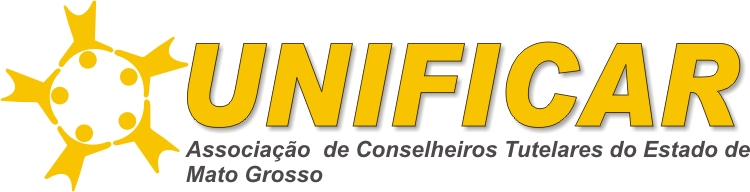 UNIFICAR
Associação de Conselheiros Tutelares do Estado de
Mato Grosso